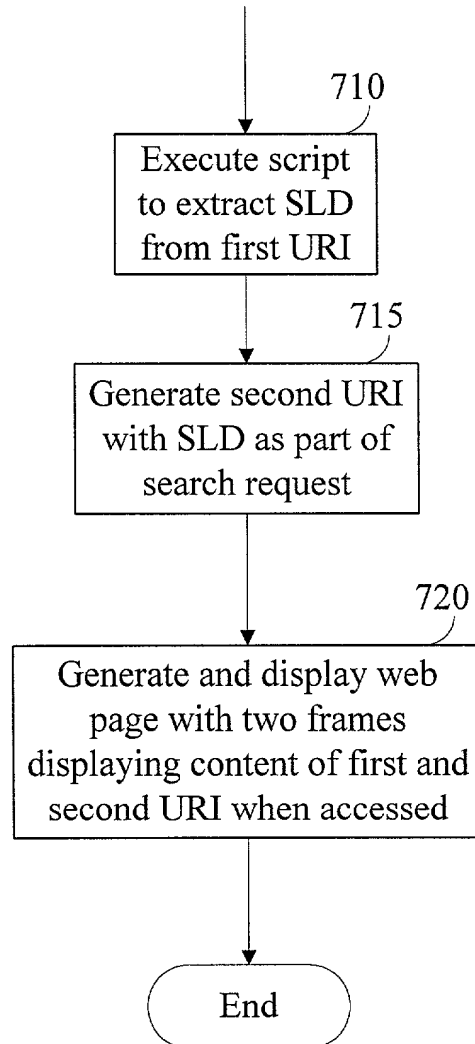 710
Execute script
to extract SLD
from first URI
715
Generate second URI
with SLD as part of
search request
720
Generate and display web
page with two frames
displaying content of first and
second URI when accessed
End